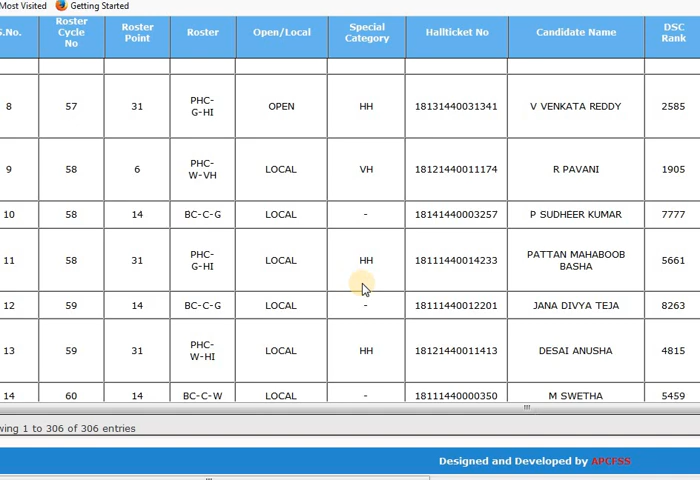 Most Visited Getting Started
S.No. Roster Cycle No Roster Point Roster Open/Local Special Category Hallticket No Candidate Name DSC Rank
8 57 31 PHC-G-HI OPEN HH 18131440031341 V VENKATA REDDY 2585
9 58 6 PHC-W-VH LOCAL VH 18121440011174 R PAVANI 1905
10 58 14 BC-C-G LOCAL - 18141440003257 P SUDHEER KUMAR 7777
11 58 31 PHC-G-HI LOCAL HH 18111440014233 PATTAN MAHABOOB BASHA 5661
12 59 14 BC-C-G LOCAL - 18111440012201 JANA DIVYA TEJA 8263
13 59 31 PHC-W-HI LOCAL HH 18121440011413 DESAI ANUSHA 4815
14 60 14 BC-C-W LOCAL - 18111440000350 M SWETHA 5459
wing 1 to 306 of 306 entries
Designed and Developed by APCFSS